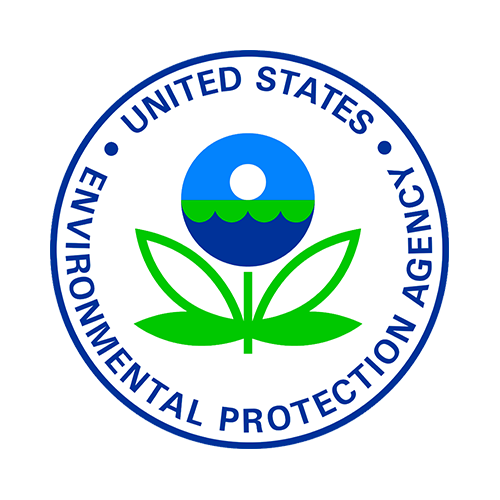 UNITED STATES
ENVIRONMENTAL PROTECTION AGENCY